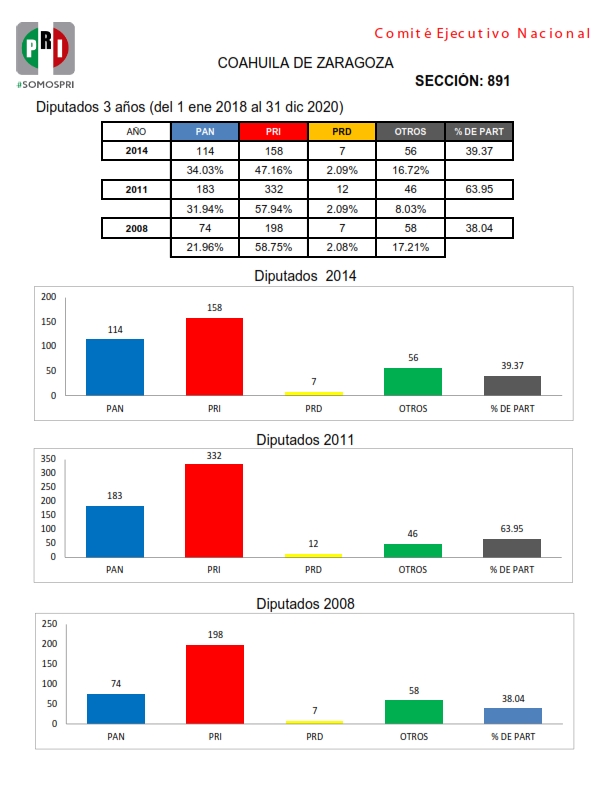 Comité Ejecutivo Nacional
PRI
#SOMOSPRI
COAHUILA DE ZARAGOZA
SECCIÓN: 891
Diputados 3 años (del 1 ene 2018 al 31 dic 2020)
AÑO PAN PRI PRD OTROS % DE PART
2014 114 158 7 56 39.37
34.03% 47.16% 2.09% 16.72%
2011 183 332 12 46 63.95
31.94% 57.94% 2.09% 8.03%
2008 74 198 7 58 38.04
21.96% 58.75% 2.08% 17.21%
Diputados 2014
200
150
100
50
0
114 158 7 56 39.37
PAN PRI PRD OTROS % DE PART
Diputados 2011
350
300
250
200
150
100
50
0
183 332 12 46 63.95
PAN PRI PRD OTROS % DE PART
Diputados 2008
250
200
150
100
50
0
74 198 7 58 38.04
PAN PRI PRD OTROS % DE PART